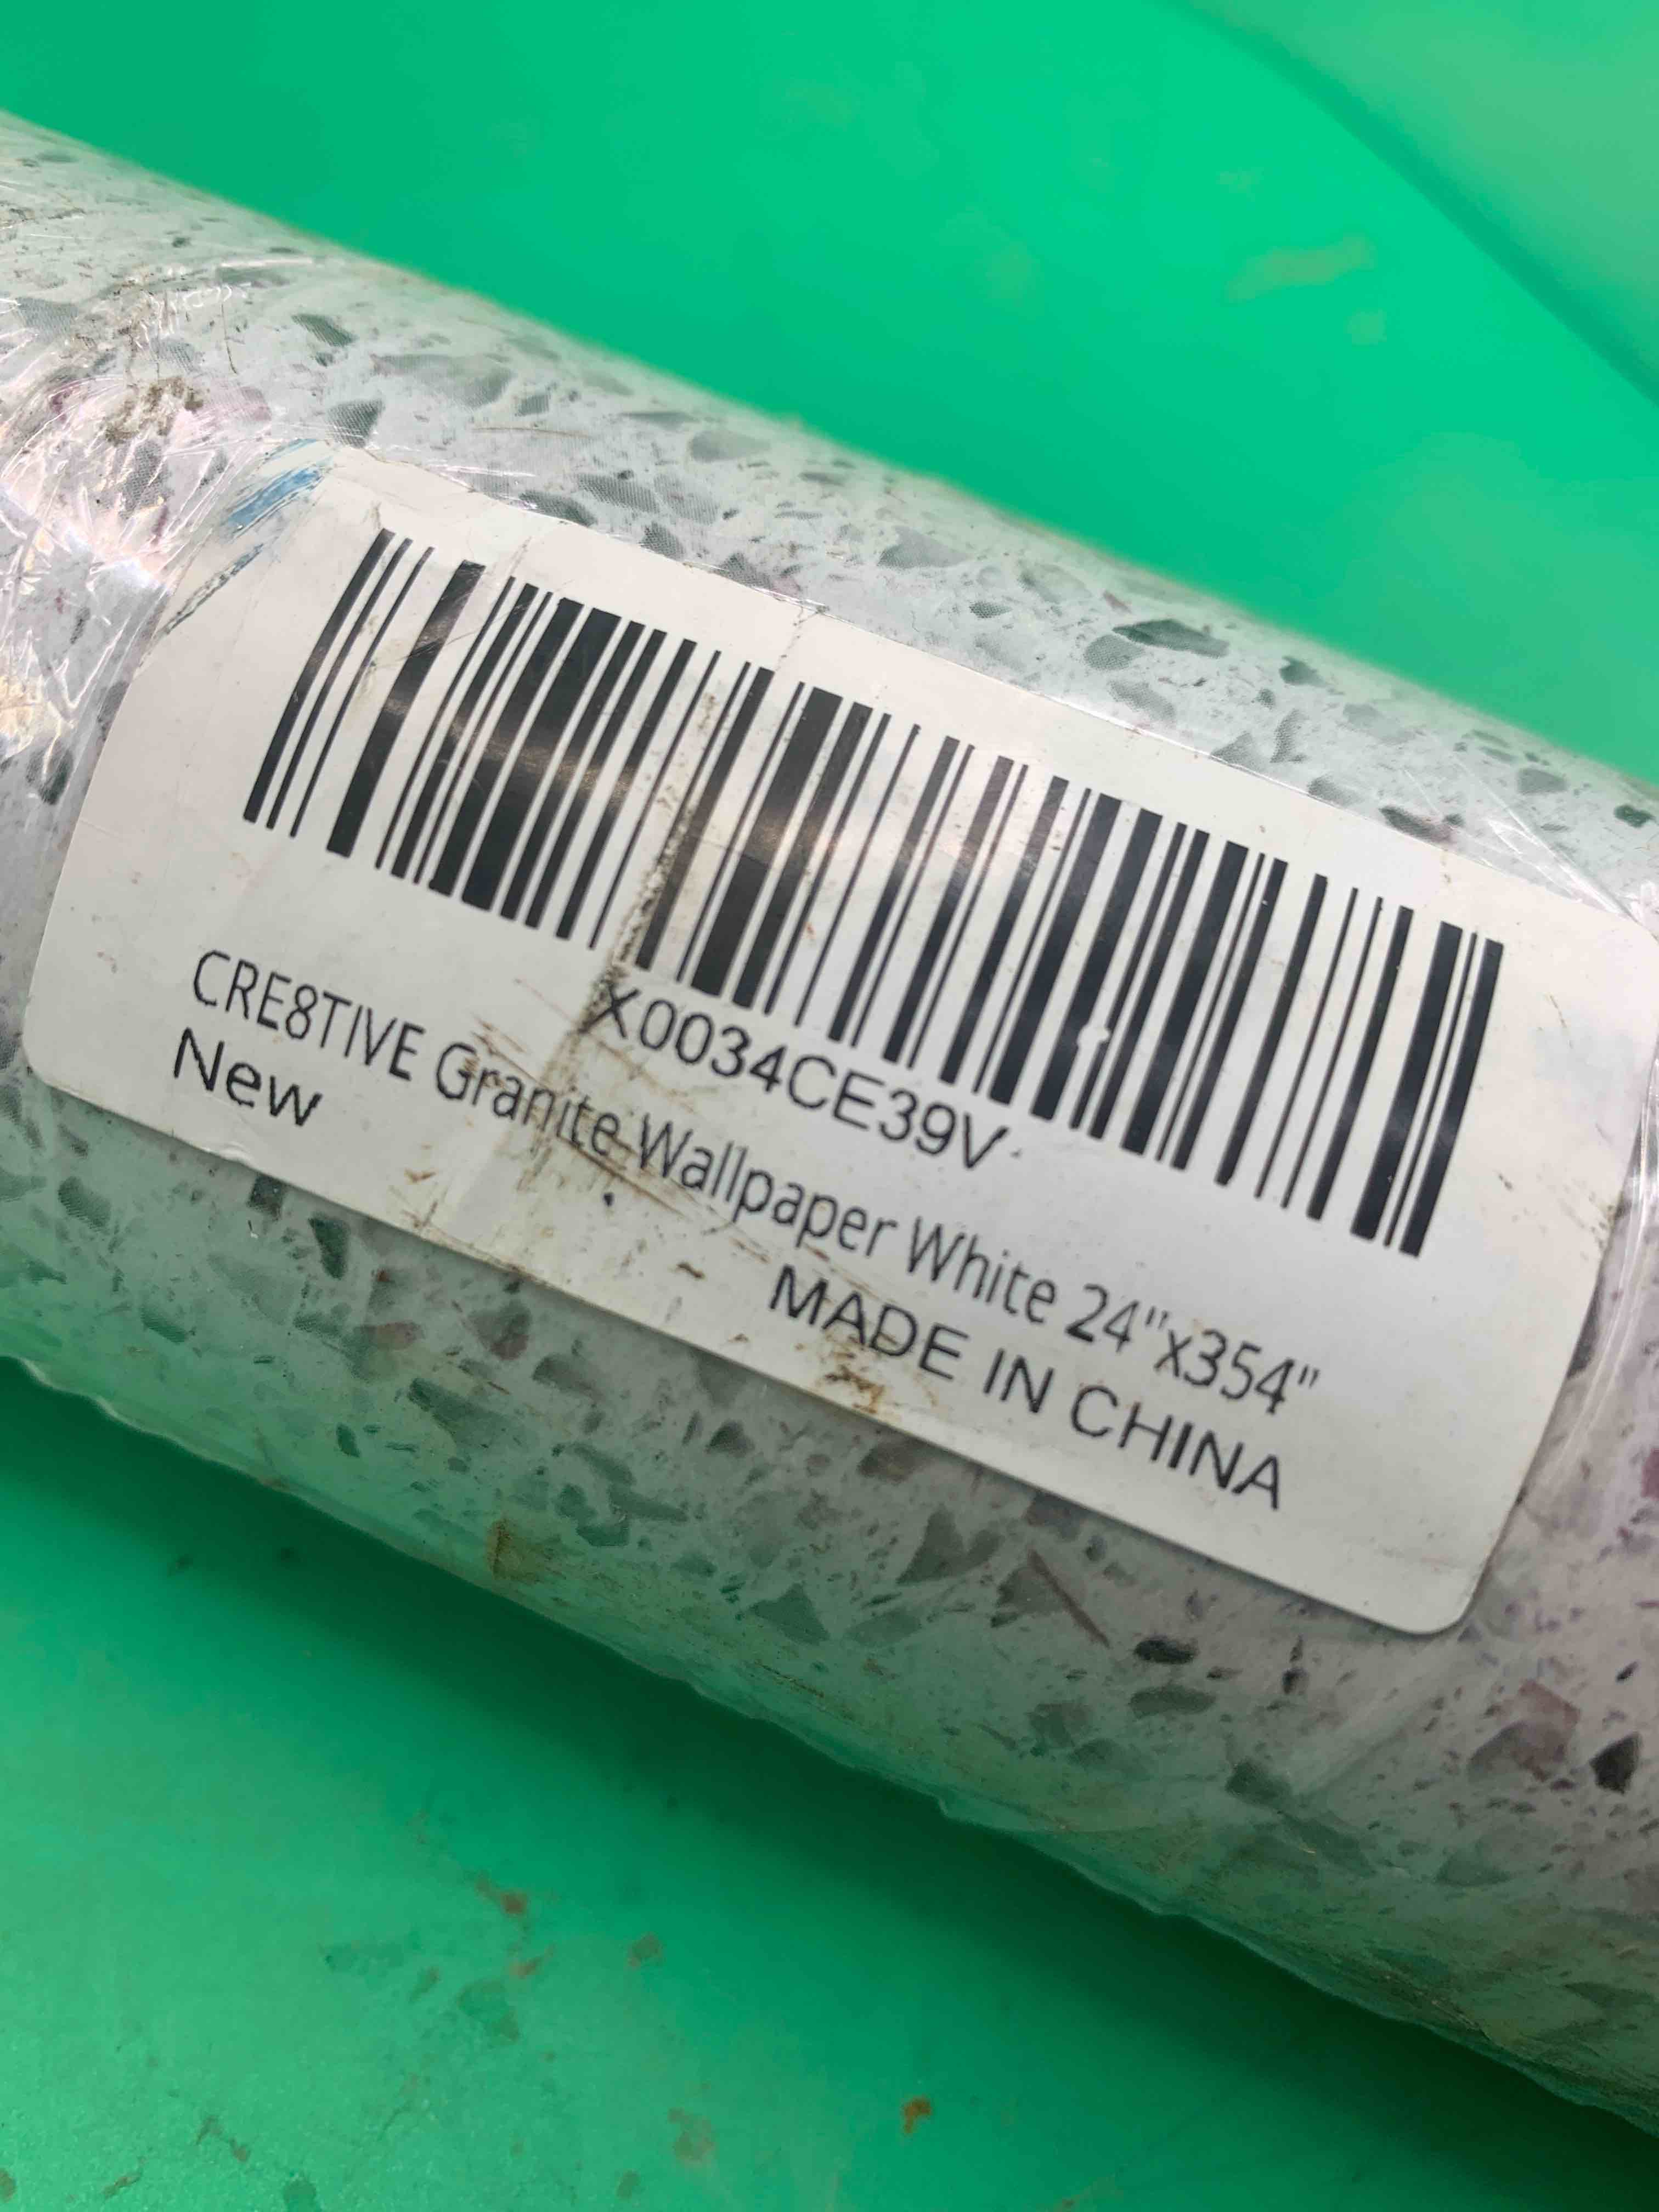 X0034CE39V
CRE8TIVE Granite Wallpaper White 24"x354"
New
MADE IN CHINA